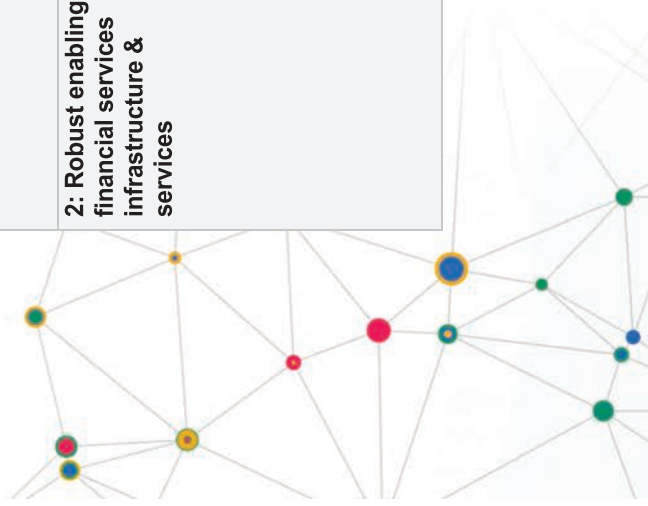 2: Robust enabling
financial services
infrastructure &
services